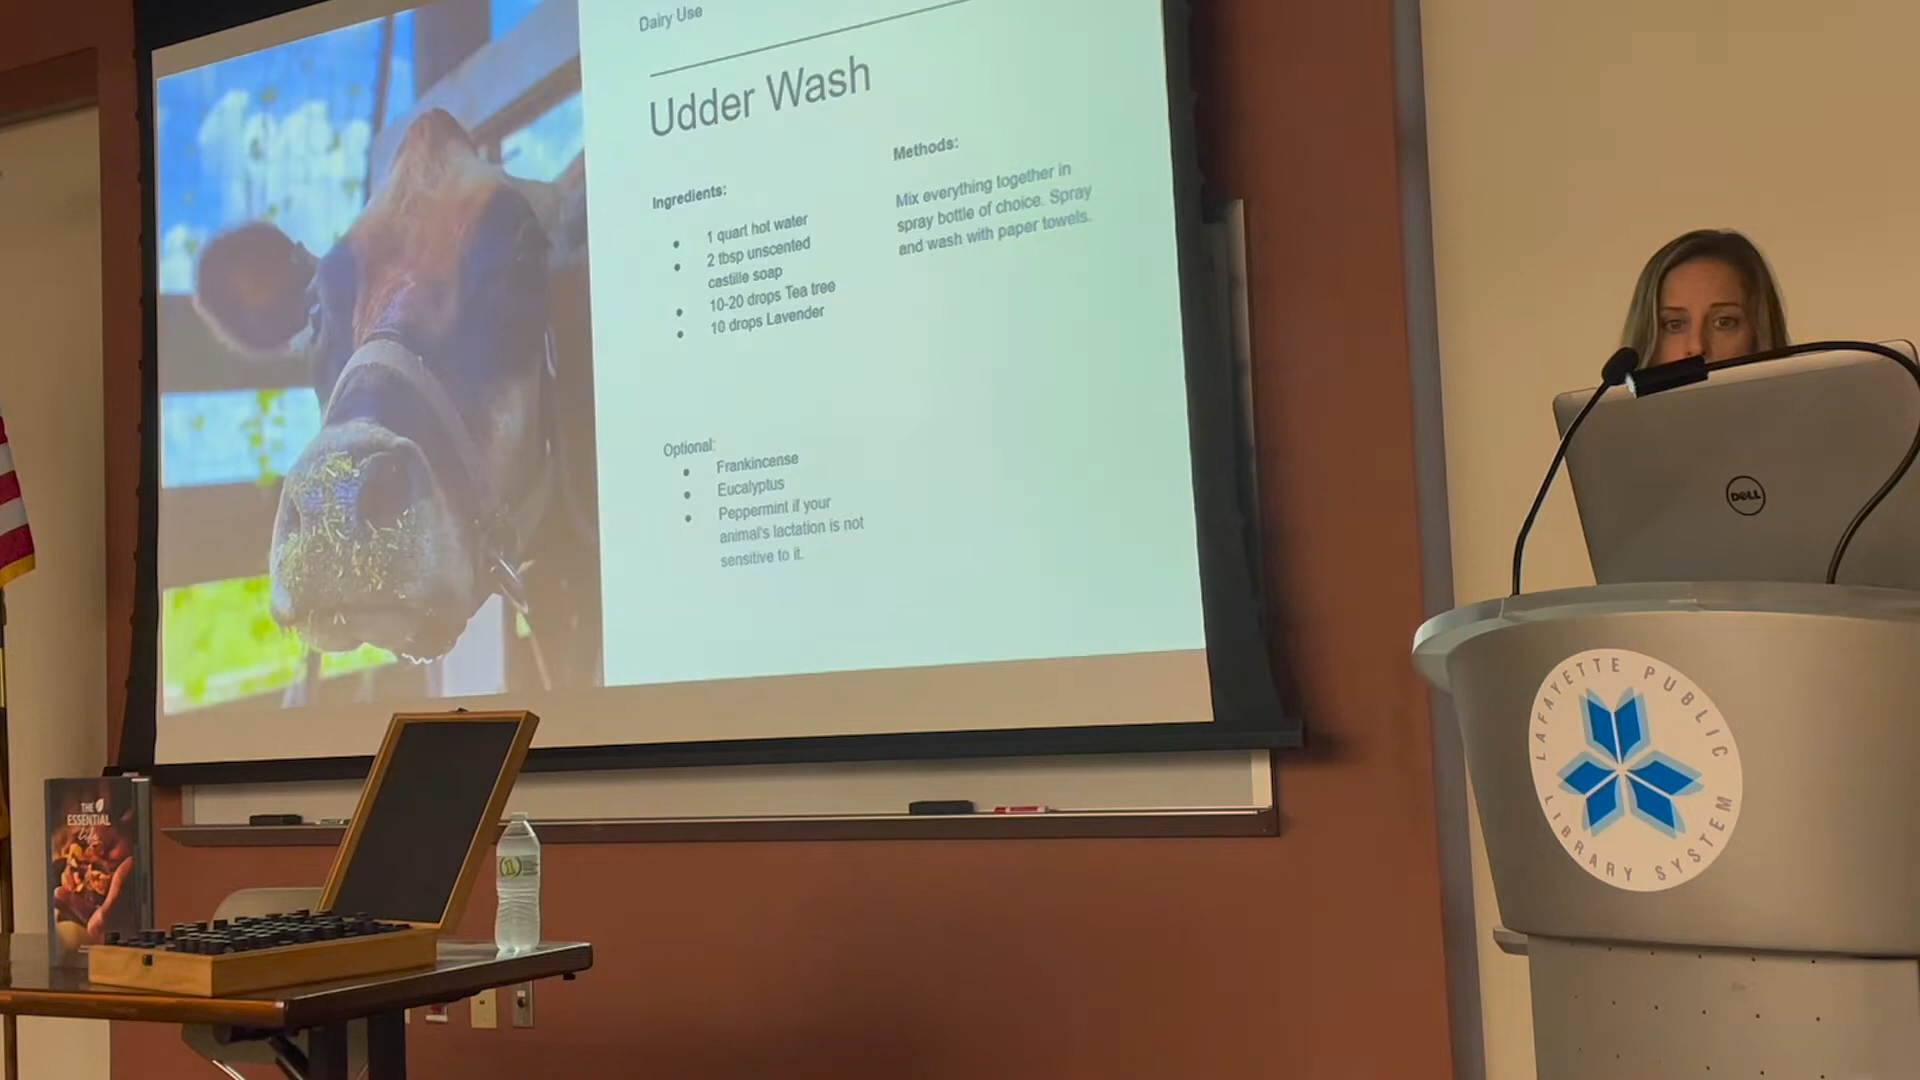 Dairy Use
Udder Wash
Ingredients:
1 quart hot water
2 tbsp unscented
castille soap
10-20 drops Tea tree
10 drops Lavender
Methods:
Mix everything together in
spray bottle of choice. Spray
and wash with paper towels.
Optional:
Frankincense
Eucalyptus
Peppermint if your
animal's lactation is not
sensitive to it.
DELL
LAFAYETTE PUBLIC
LIBRARY SYSTEM
THE
ESSENTIAL
life